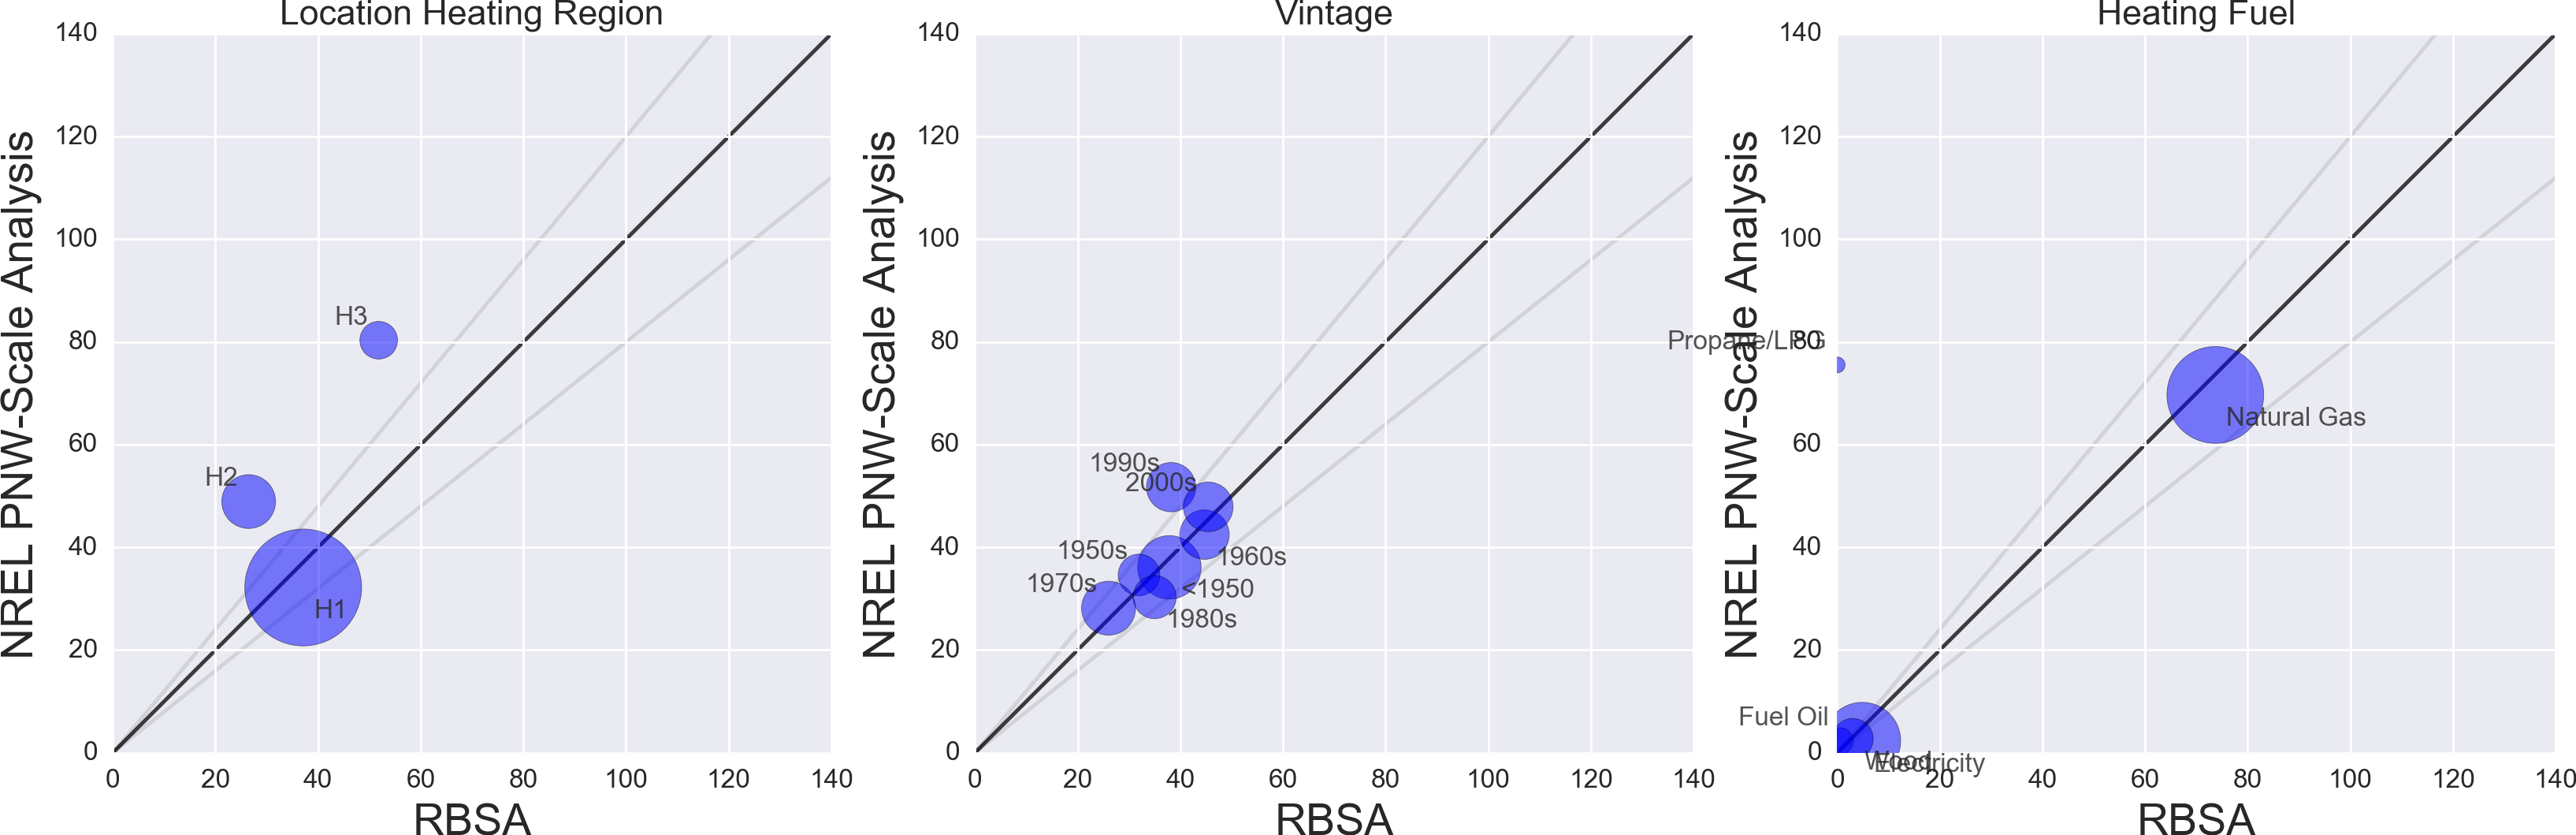 Location Heating Region
NREL PNW-Scale Analysis
140
120
100
80
60
40
20
0
H3
H2
H1
0 20 40 60 80 100 120 140
RBSA
Vintage
NREL PNW-Scale Analysis
140
120
100
80
60
40
20
0
1990s
2000s
1950s
1960s
1970s
<1950
1980s
0 20 40 60 80 100 120 140
RBSA
Heating Fuel
NREL PNW-Scale Analysis
140
120
100
80
60
40
20
0
Propane/LPG
Natural Gas
Fuel Oil
Wood
Electricity
0 20 40 60 80 100 120 140
RBSA